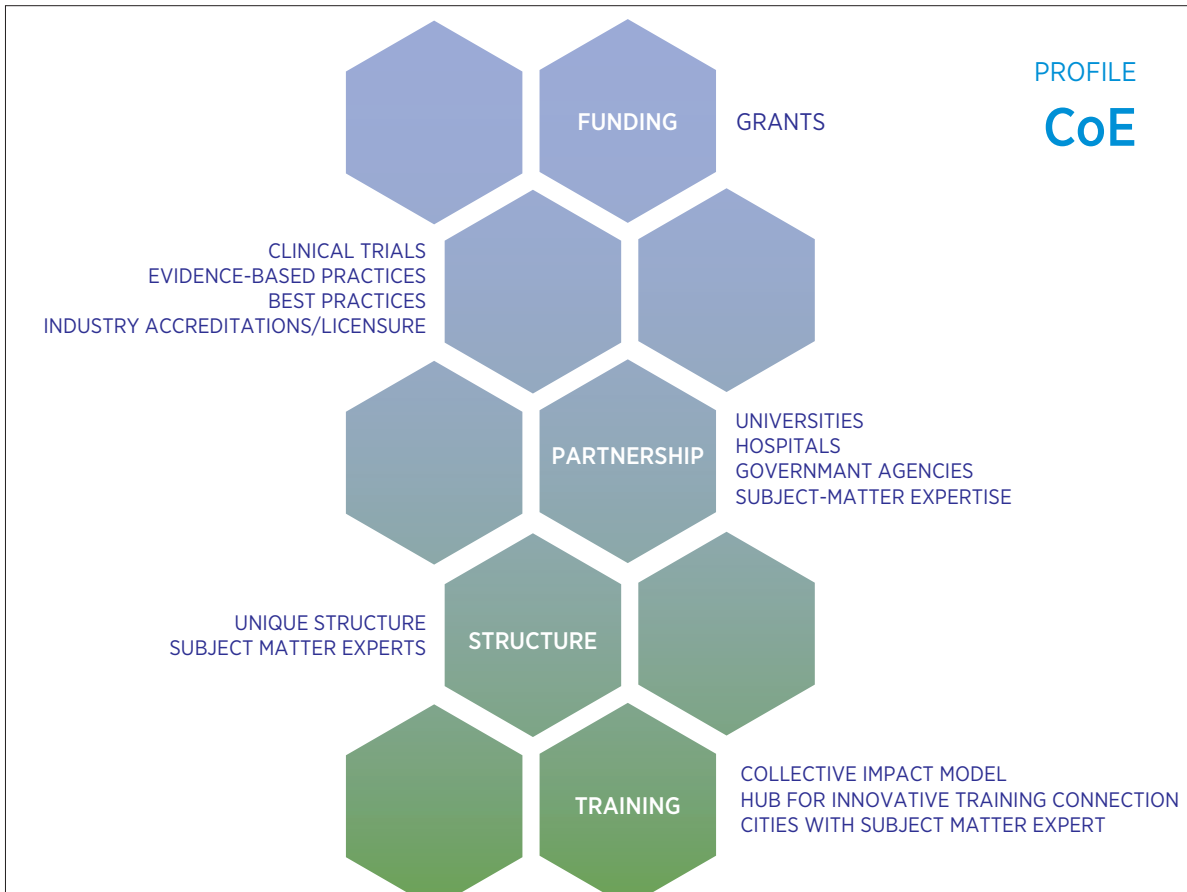 PROFILE
CoE
FUNDING
GRANTS
CLINICAL TRIALS
EVIDENCE-BASED PRACTICES
BEST PRACTICES
INDUSTRY ACCREDITATIONS/LICENSURE
PARTNERSHIP
UNIVERSITIES
HOSPITALS
GOVERNMANT AGENCIES
SUBJECT-MATTER EXPERTISE
UNIQUE STRUCTURE
SUBJECT MATTER EXPERTS
STRUCTURE
TRAINING
COLLECTIVE IMPACT MODEL
HUB FOR INNOVATIVE TRAINING CONNECTION
CITIES WITH SUBJECT MATTER EXPERT